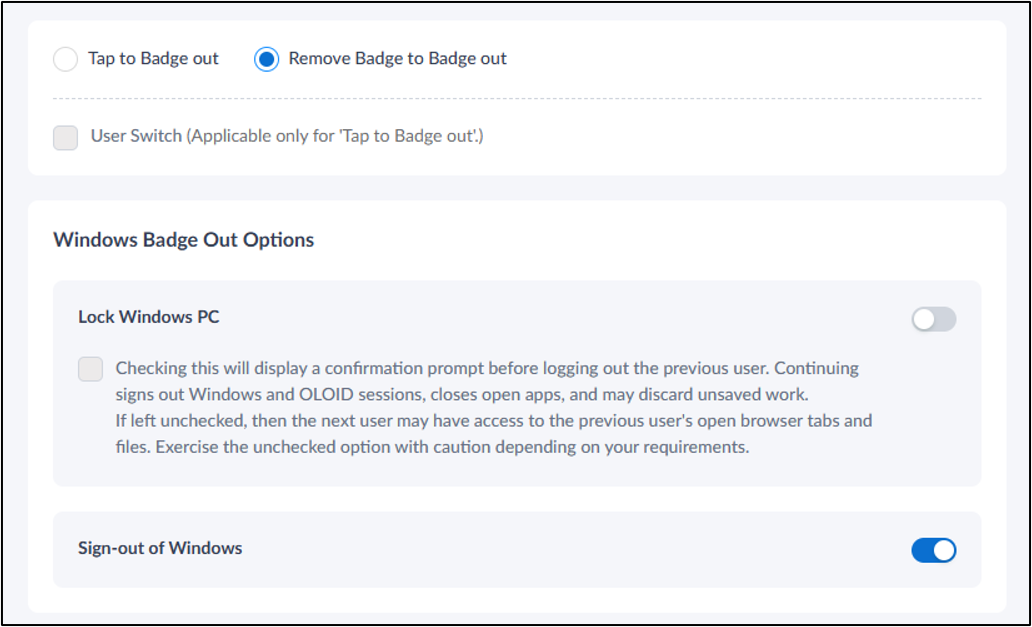 Tap to Badge out
Remove Badge to Badge out
User Switch (Applicable only for 'Tap to Badge out'.)
Windows Badge Out Options
Lock Windows PC
Checking this will display a confirmation prompt before logging out the previous user. Continuing
signs out Windows and OLOID sessions, closes open apps, and may discard unsaved work.
If left unchecked, then the next user may have access to the previous user's open browser tabs and
files. Exercise the unchecked option with caution depending on your requirements.
Sign-out of Windows